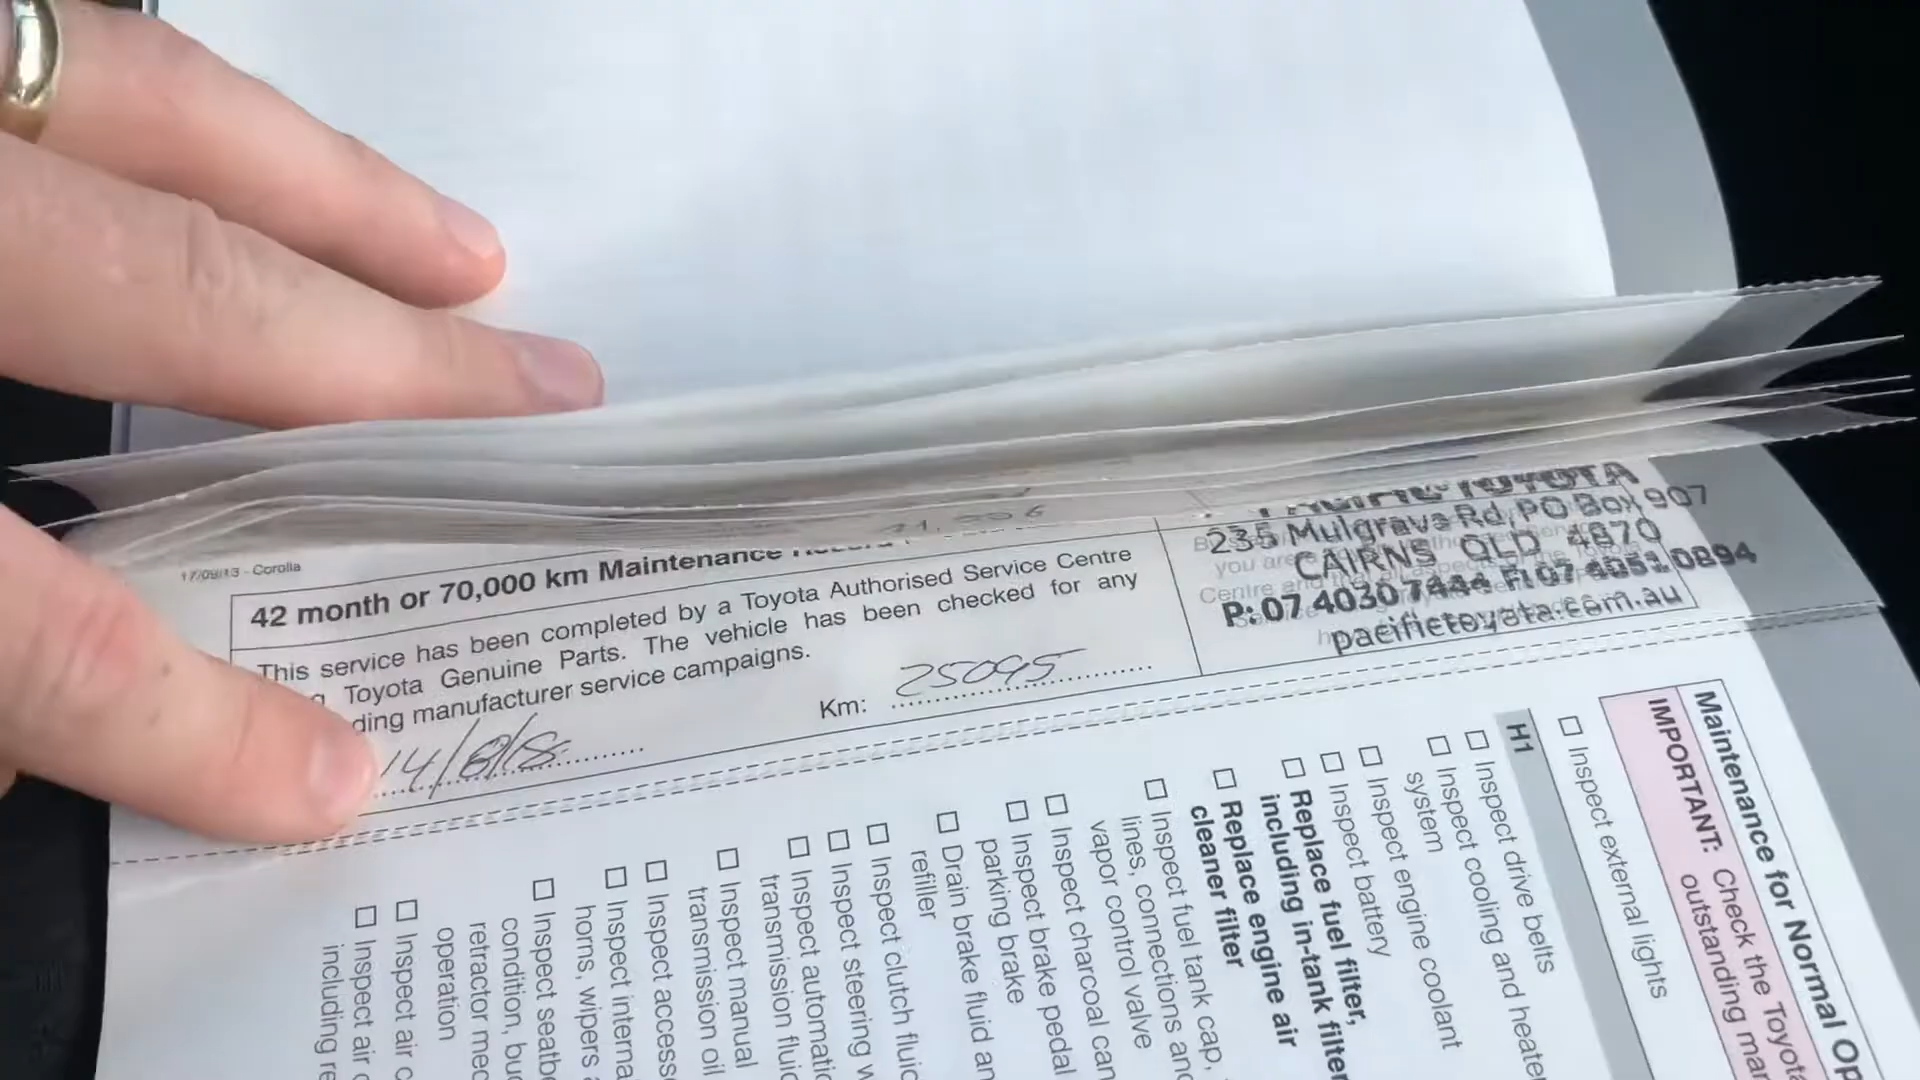 17/09/13 - Corolla
42 month or 70,000 km Maintenance
This service has been completed by a Toyota Authorised Service Centre
Toyota Genuine Parts. The vehicle has been checked for any
ding manufacturer service campaigns.
14/8/18
Km: 25095
TOYOTA
235 Mulgrave Rd, PO Box 907
CAIRNS QLD 4870
P: 07 4030 7444 F: 07 4051 0894
pacifictoyota.com.au
Maintenance for Normal Op
IMPORTANT: Check the Toyota
outstanding man
Inspect external lights
H1
Inspect drive belts
Inspect cooling and heater
system
Inspect engine coolant
Inspect battery
Replace fuel filter,
including in-tank filter
Replace engine air
cleaner filter
Inspect fuel tank cap,
lines, connections and
vapor control valve
Inspect charcoal can
Inspect brake pedal
parking brake
Drain brake fluid an
refiller
Inspect clutch fluid
Inspect steering w
Inspect automatic
transmission fluid
Inspect manual
transmission oil
Inspect access
Inspect interna
horns, wipers
Inspect seatb
condition, buc
retractor mec
operation
Inspect air c
Inspect air c
including re